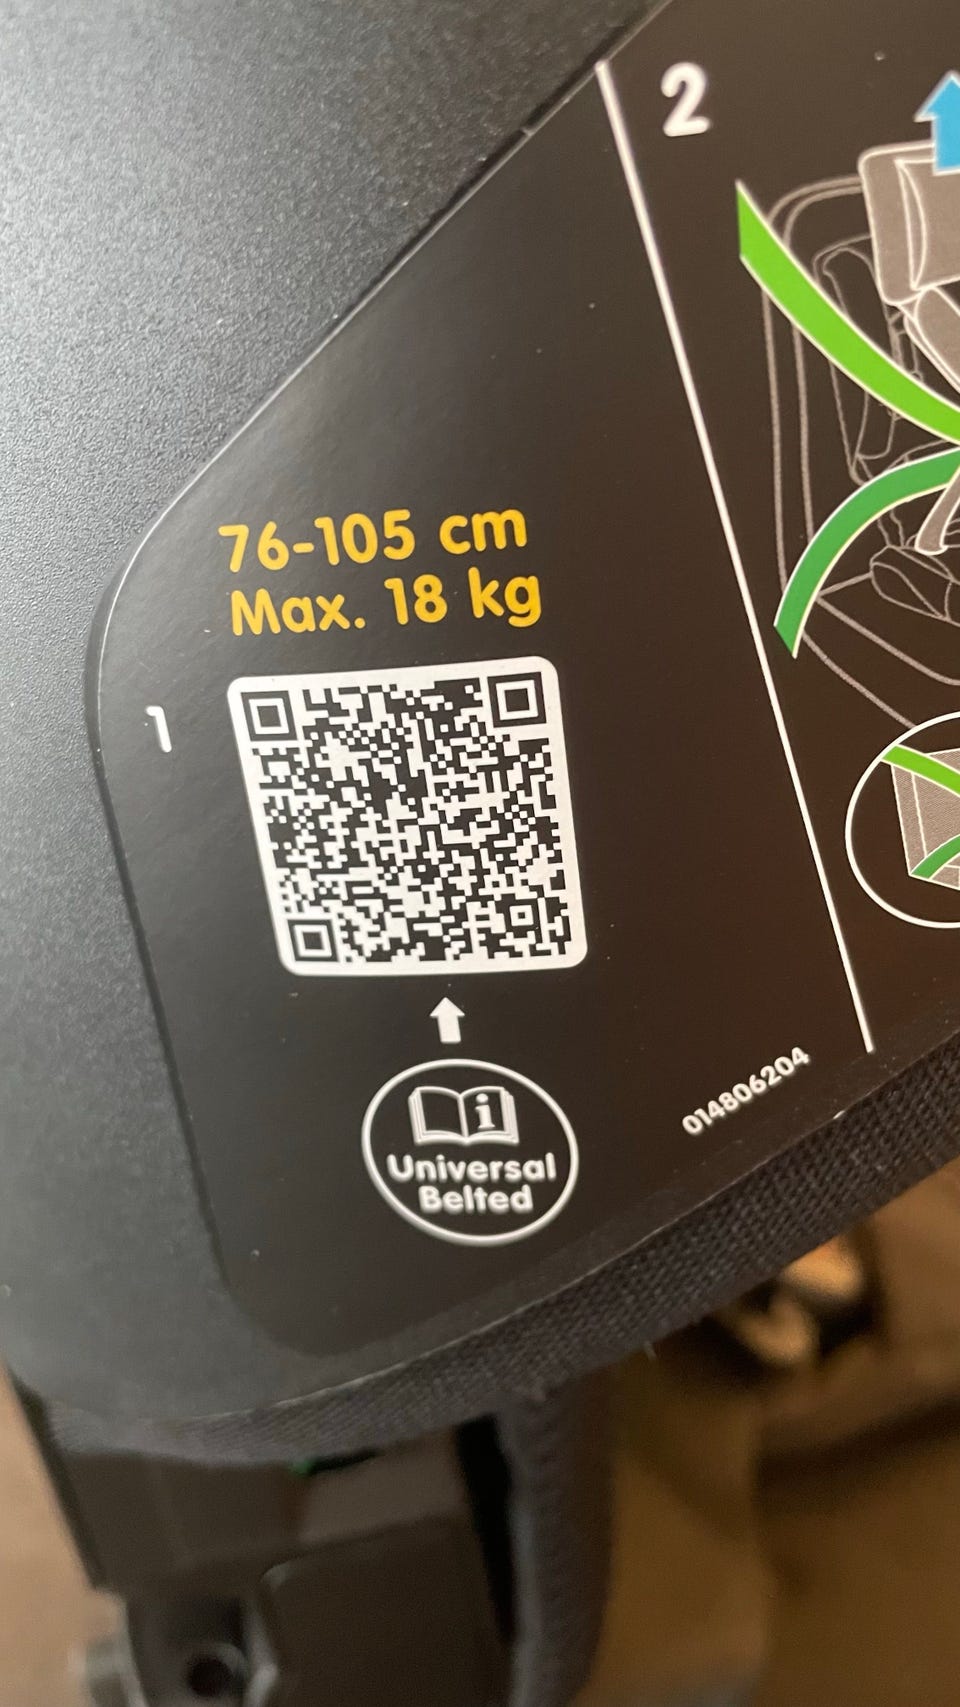 2
76-105 cm
Max. 18 kg
1
i
Universal
Belted
014806204